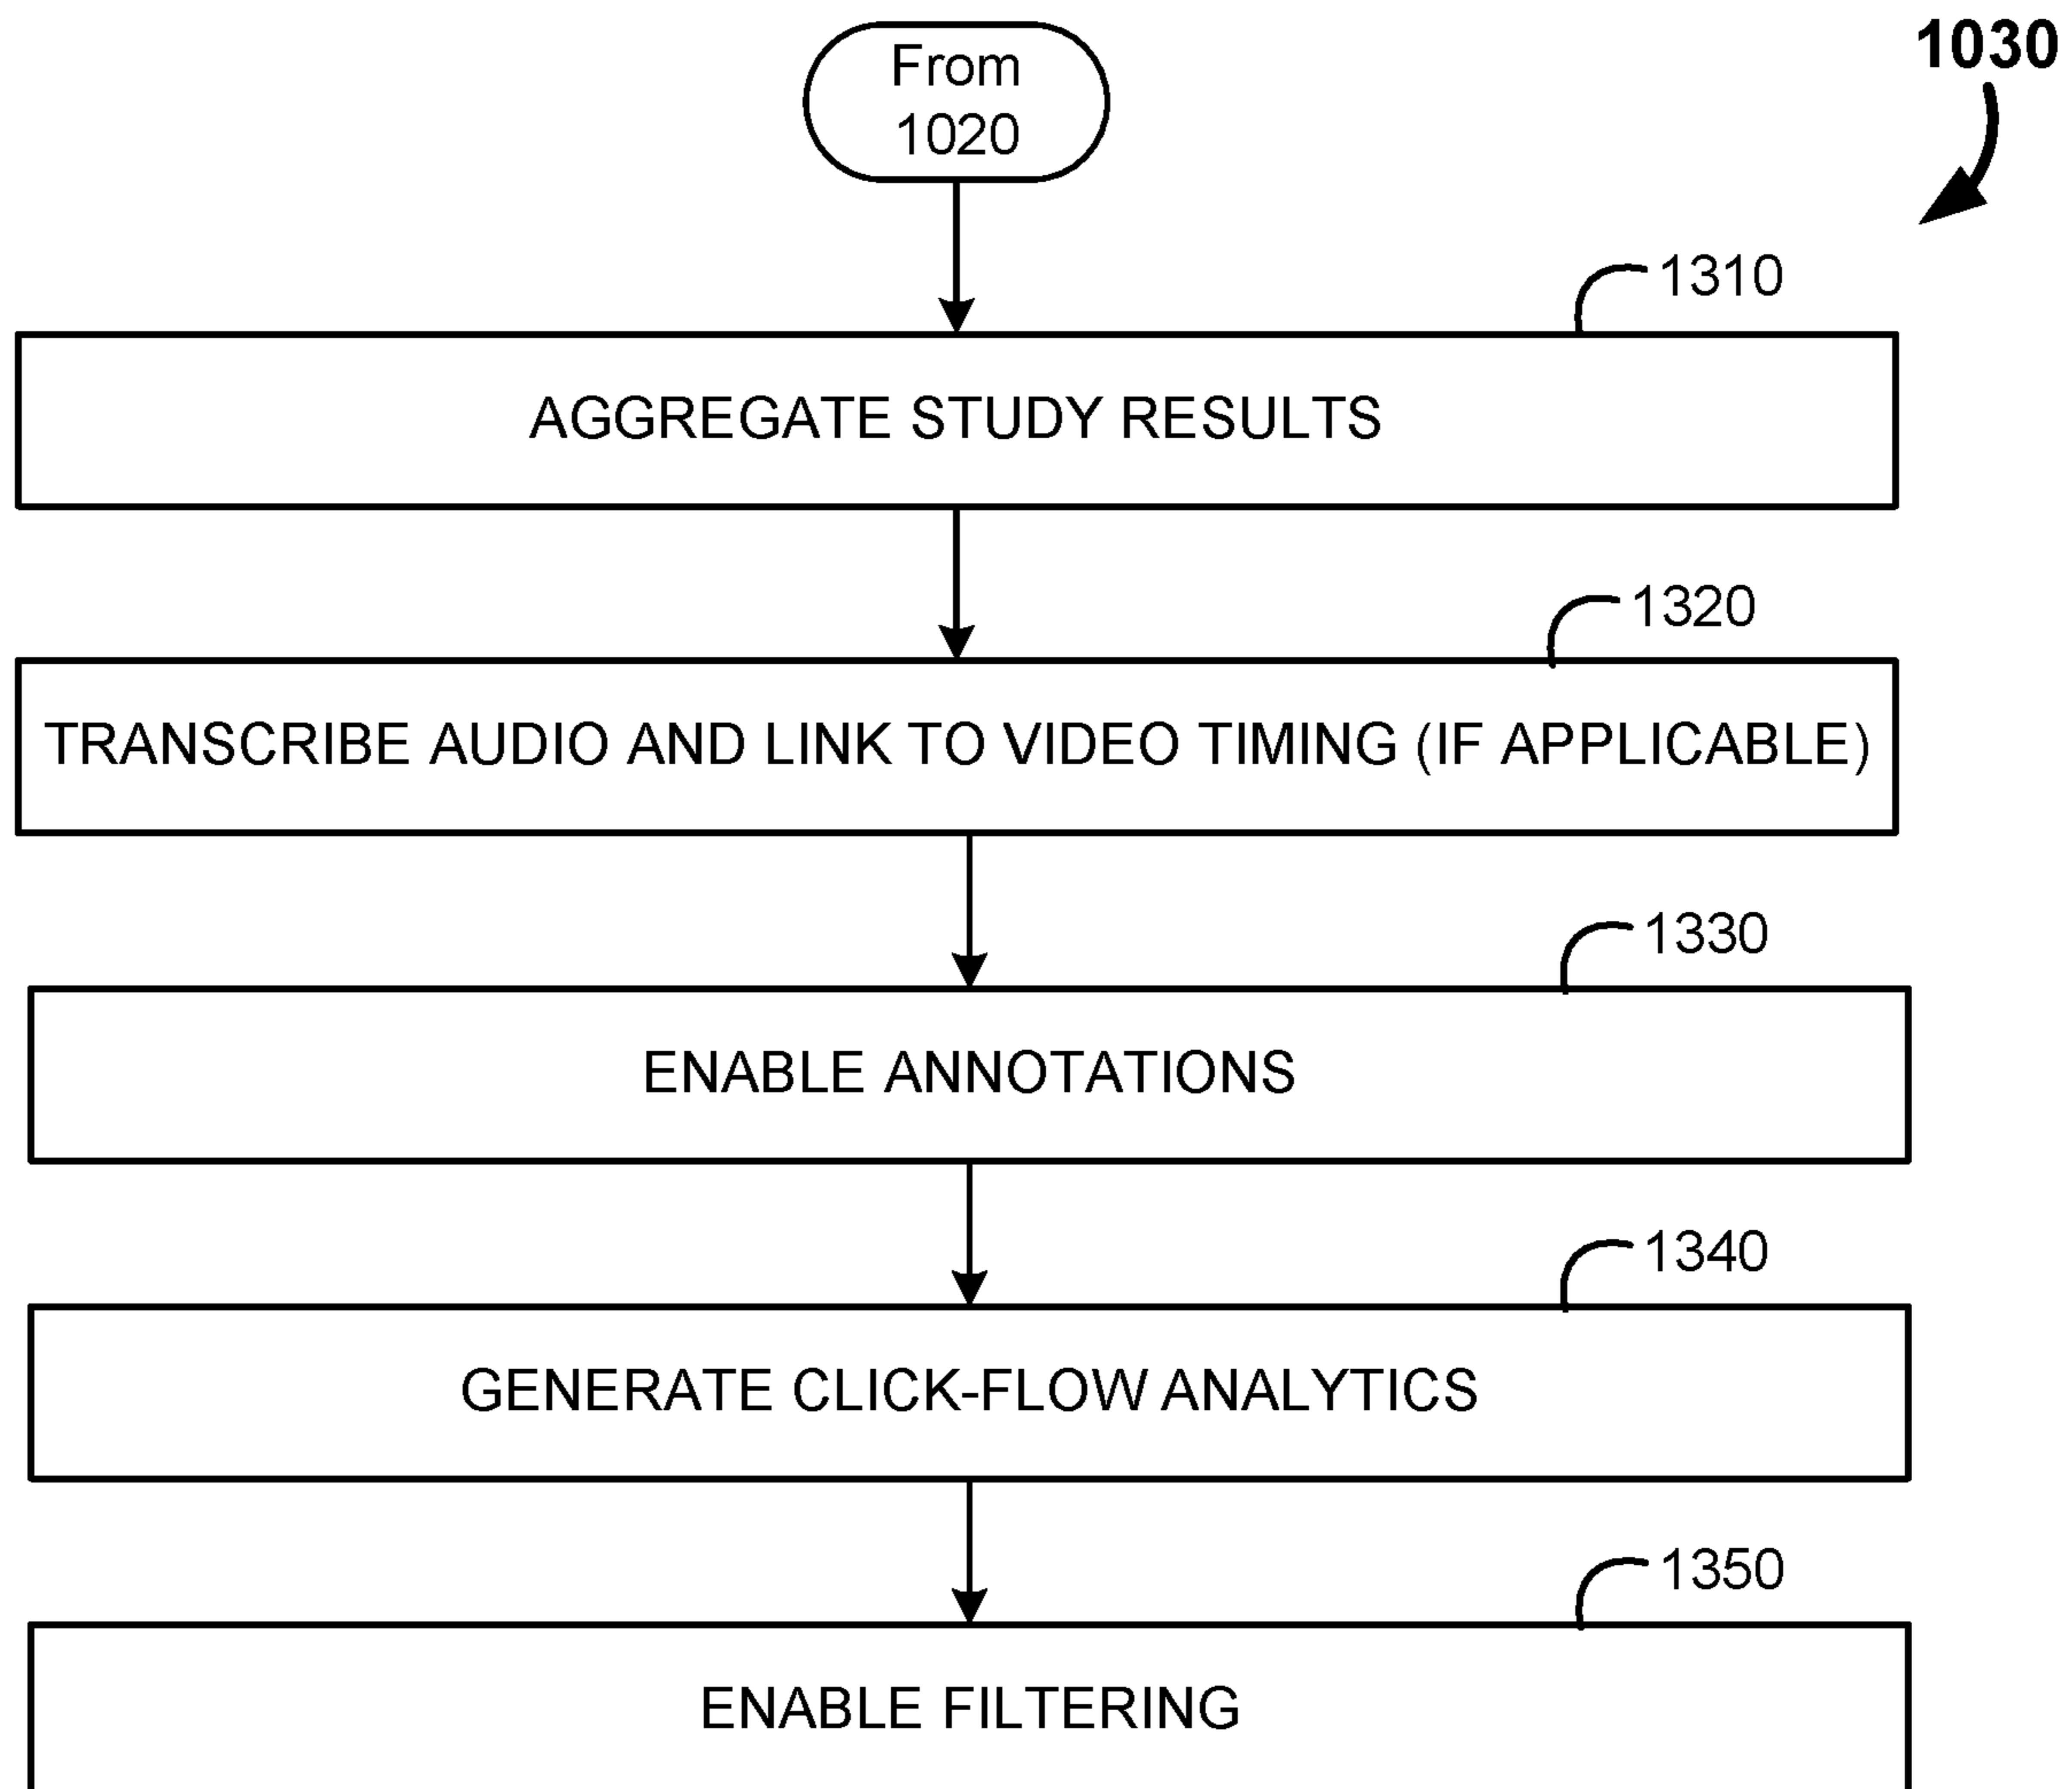 From
1020
1030
1310
AGGREGATE STUDY RESULTS
1320
TRANSCRIBE AUDIO AND LINK TO VIDEO TIMING (IF APPLICABLE)
1330
ENABLE ANNOTATIONS
1340
GENERATE CLICK-FLOW ANALYTICS
1350
ENABLE FILTERING